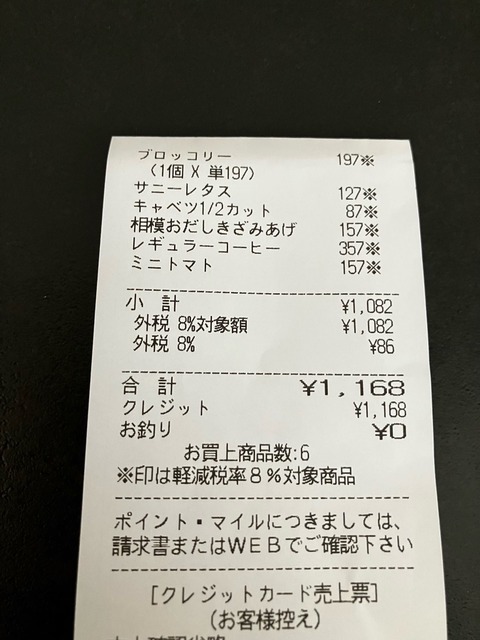 ブロッコリー 197※
(1個 X 単197)
サニーレタス 127※
キャベツ1/2カット 87※
相模おだしきざみあげ 157※
レギュラーコーヒー 357※
ミニトマト 157※
小 計 ¥1,082
外税 8%対象額 ¥1,082
外税 8% ¥86
合 計 ¥1,168
クレジット ¥1,168
お釣り ¥0
お買上商品数:6
※印は軽減税率8%対象商品
ポイント・マイルにつきましては、
請求書またはWEBでご確認下さい
[クレジットカード売上票]
(お客様控え)